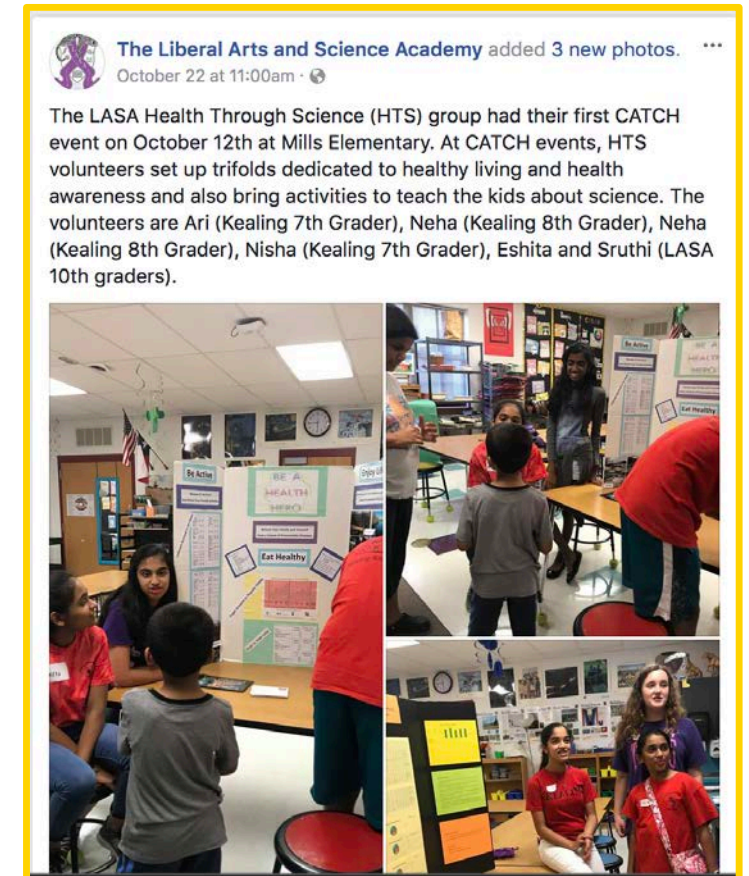 The Liberal Arts and Science Academy added 3 new photos.
October 22 at 11:00am ·
The LASA Health Through Science (HTS) group had their first CATCH
event on October 12th at Mills Elementary. At CATCH events, HTS
volunteers set up trifolds dedicated to healthy living and health
awareness and also bring activities to teach the kids about science. The
volunteers are Ari (Kealing 7th Grader), Neha (Kealing 8th Grader), Neha
(Kealing 8th Grader), Nisha (Kealing 7th Grader), Eshita and Sruthi (LASA
10th graders).
Be Active
BE A
HEALTH
HERO
Eat Healthy
Be Active
BE A
HEALTH
Eat Healthy